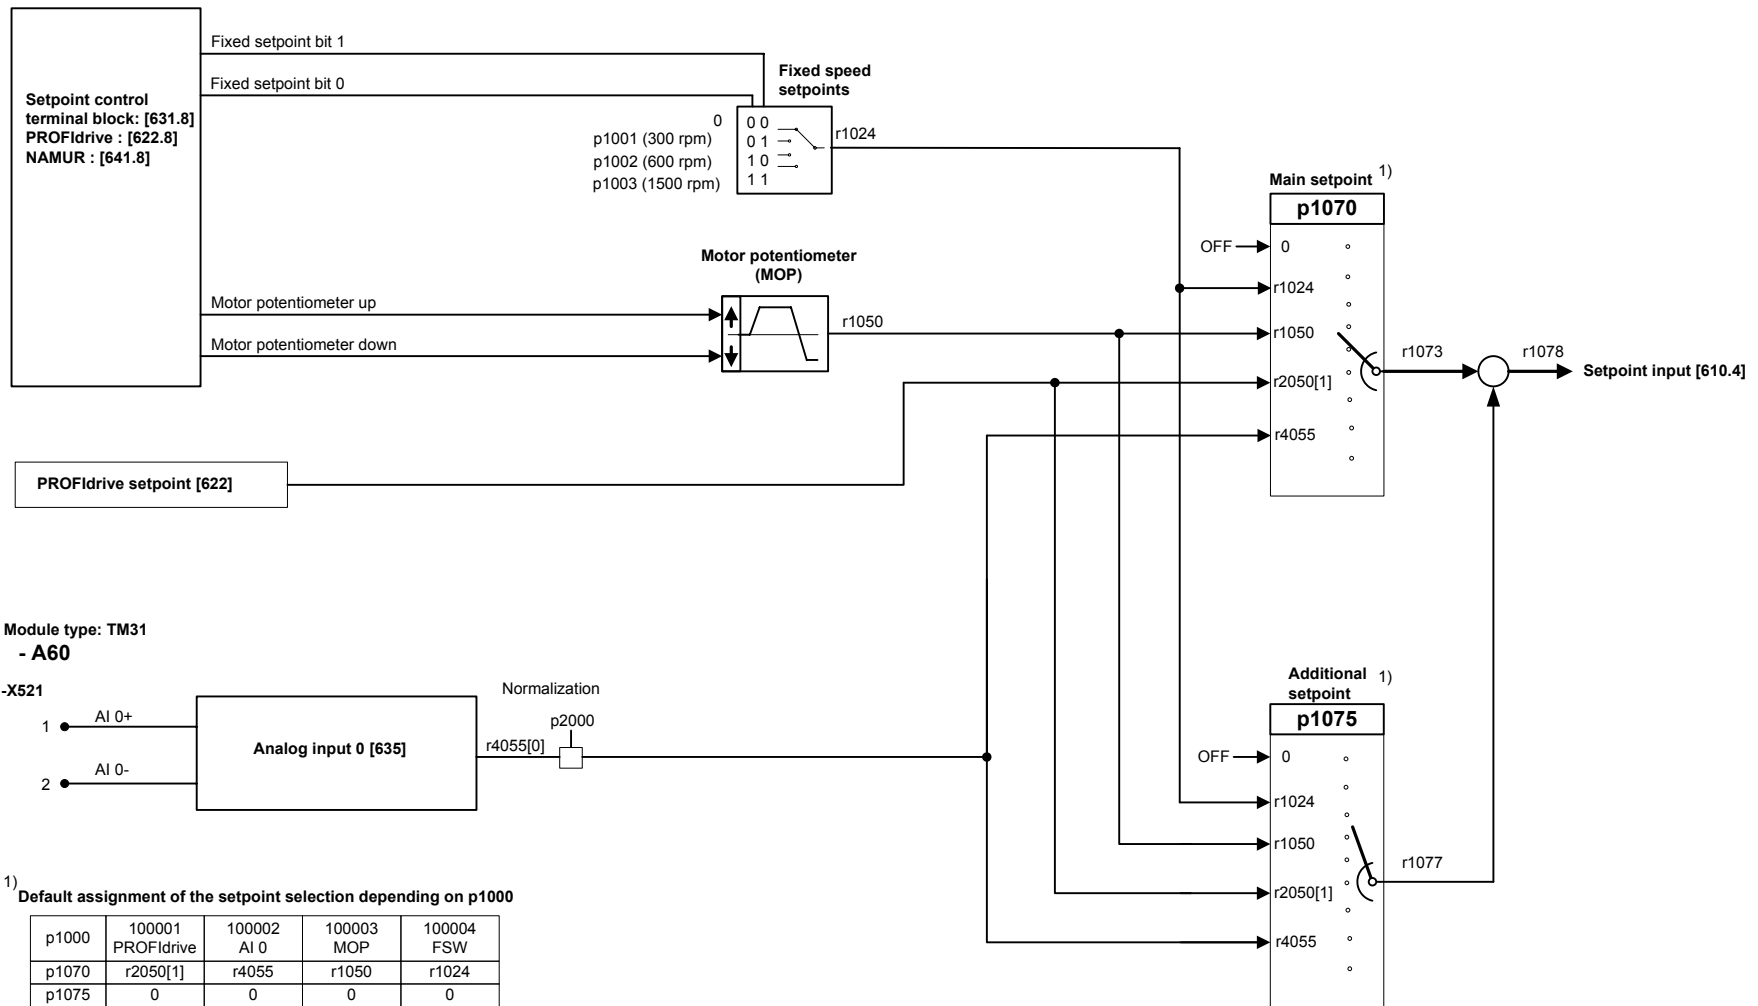 Fixed setpoint bit 1
Fixed setpoint bit 0
Setpoint control
terminal block: [631.8]
PROFIdrive : [622.8]
NAMUR : [641.8]
Fixed speed
setpoints
0
p1001 (300 rpm)
p1002 (600 rpm)
p1003 (1500 rpm)
0 0
0 1
1 0
1 1
r1024
Motor potentiometer
(MOP)
Motor potentiometer up
Motor potentiometer down
r1050
PROFIdrive setpoint [622]
Main setpoint 1)
p1070
OFF
0
r1024
r1050
r2050[1]
r4055
r1073
r1078
Setpoint input [610.4]
Module type: TM31
- A60
-X521
1
AI 0+
2
AI 0-
Analog input 0 [635]
Normalization
p2000
r4055[0]
Additional 1)
setpoint
p1075
OFF
0
r1024
r1050
r2050[1]
r4055
r1077
1) Default assignment of the setpoint selection depending on p1000
p1000 100001 PROFIdrive 100002 AI 0 100003 MOP 100004 FSW
p1070 r2050[1] r4055 r1050 r1024
p1075 0 0 0 0